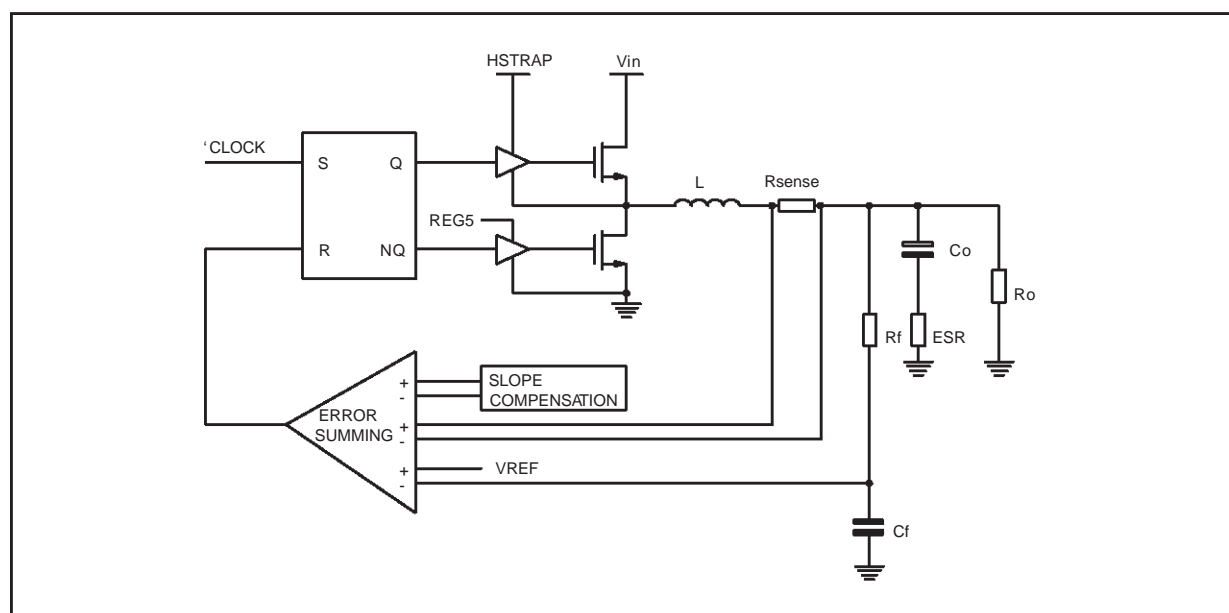 HSTRAP
Vin
'CLOCK
S
Q
L
Rsense
REG5
R
NQ
Co
Ro
Rf
ESR
+
-
SLOPE
COMPENSATION
ERROR
SUMMING
+
-
+
-
VREF
Cf